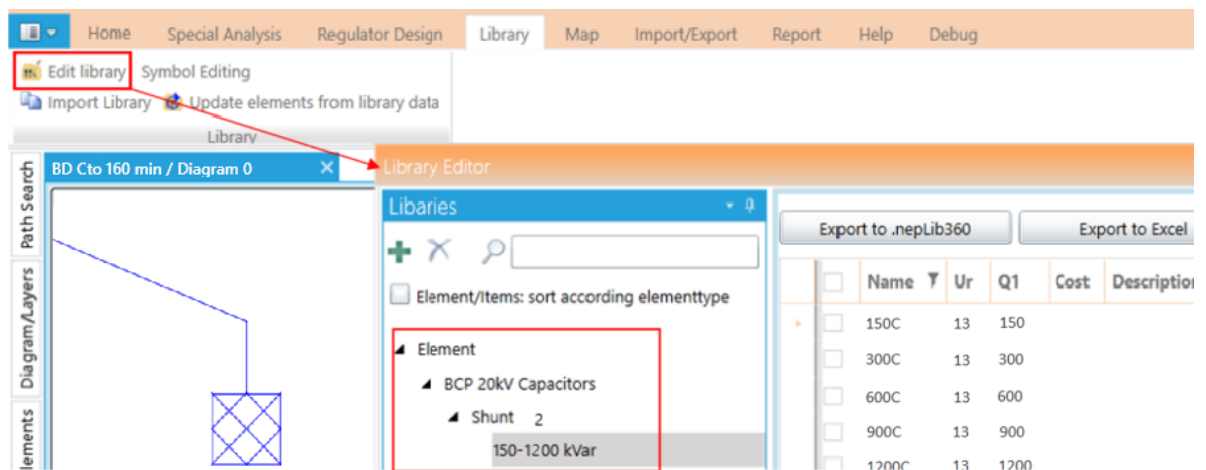 Home Special Analysis Regulator Design Library Map Import/Export Report Help Debug
Edit library Symbol Editing
Import Library Update elements from library data
Library
Path Search
Diagram/Layers
lements
BD Cto 160 min / Diagram 0
Library Editor
Libaries
Element/Items: sort according elementtype
Element
BCP 20kV Capacitors
Shunt 2
150-1200 kVar
Export to .nepLib360 Export to Excel
Name Ur Q1 Cost Description
150C 13 150
300C 13 300
600C 13 600
900C 13 900
1200C 13 1200